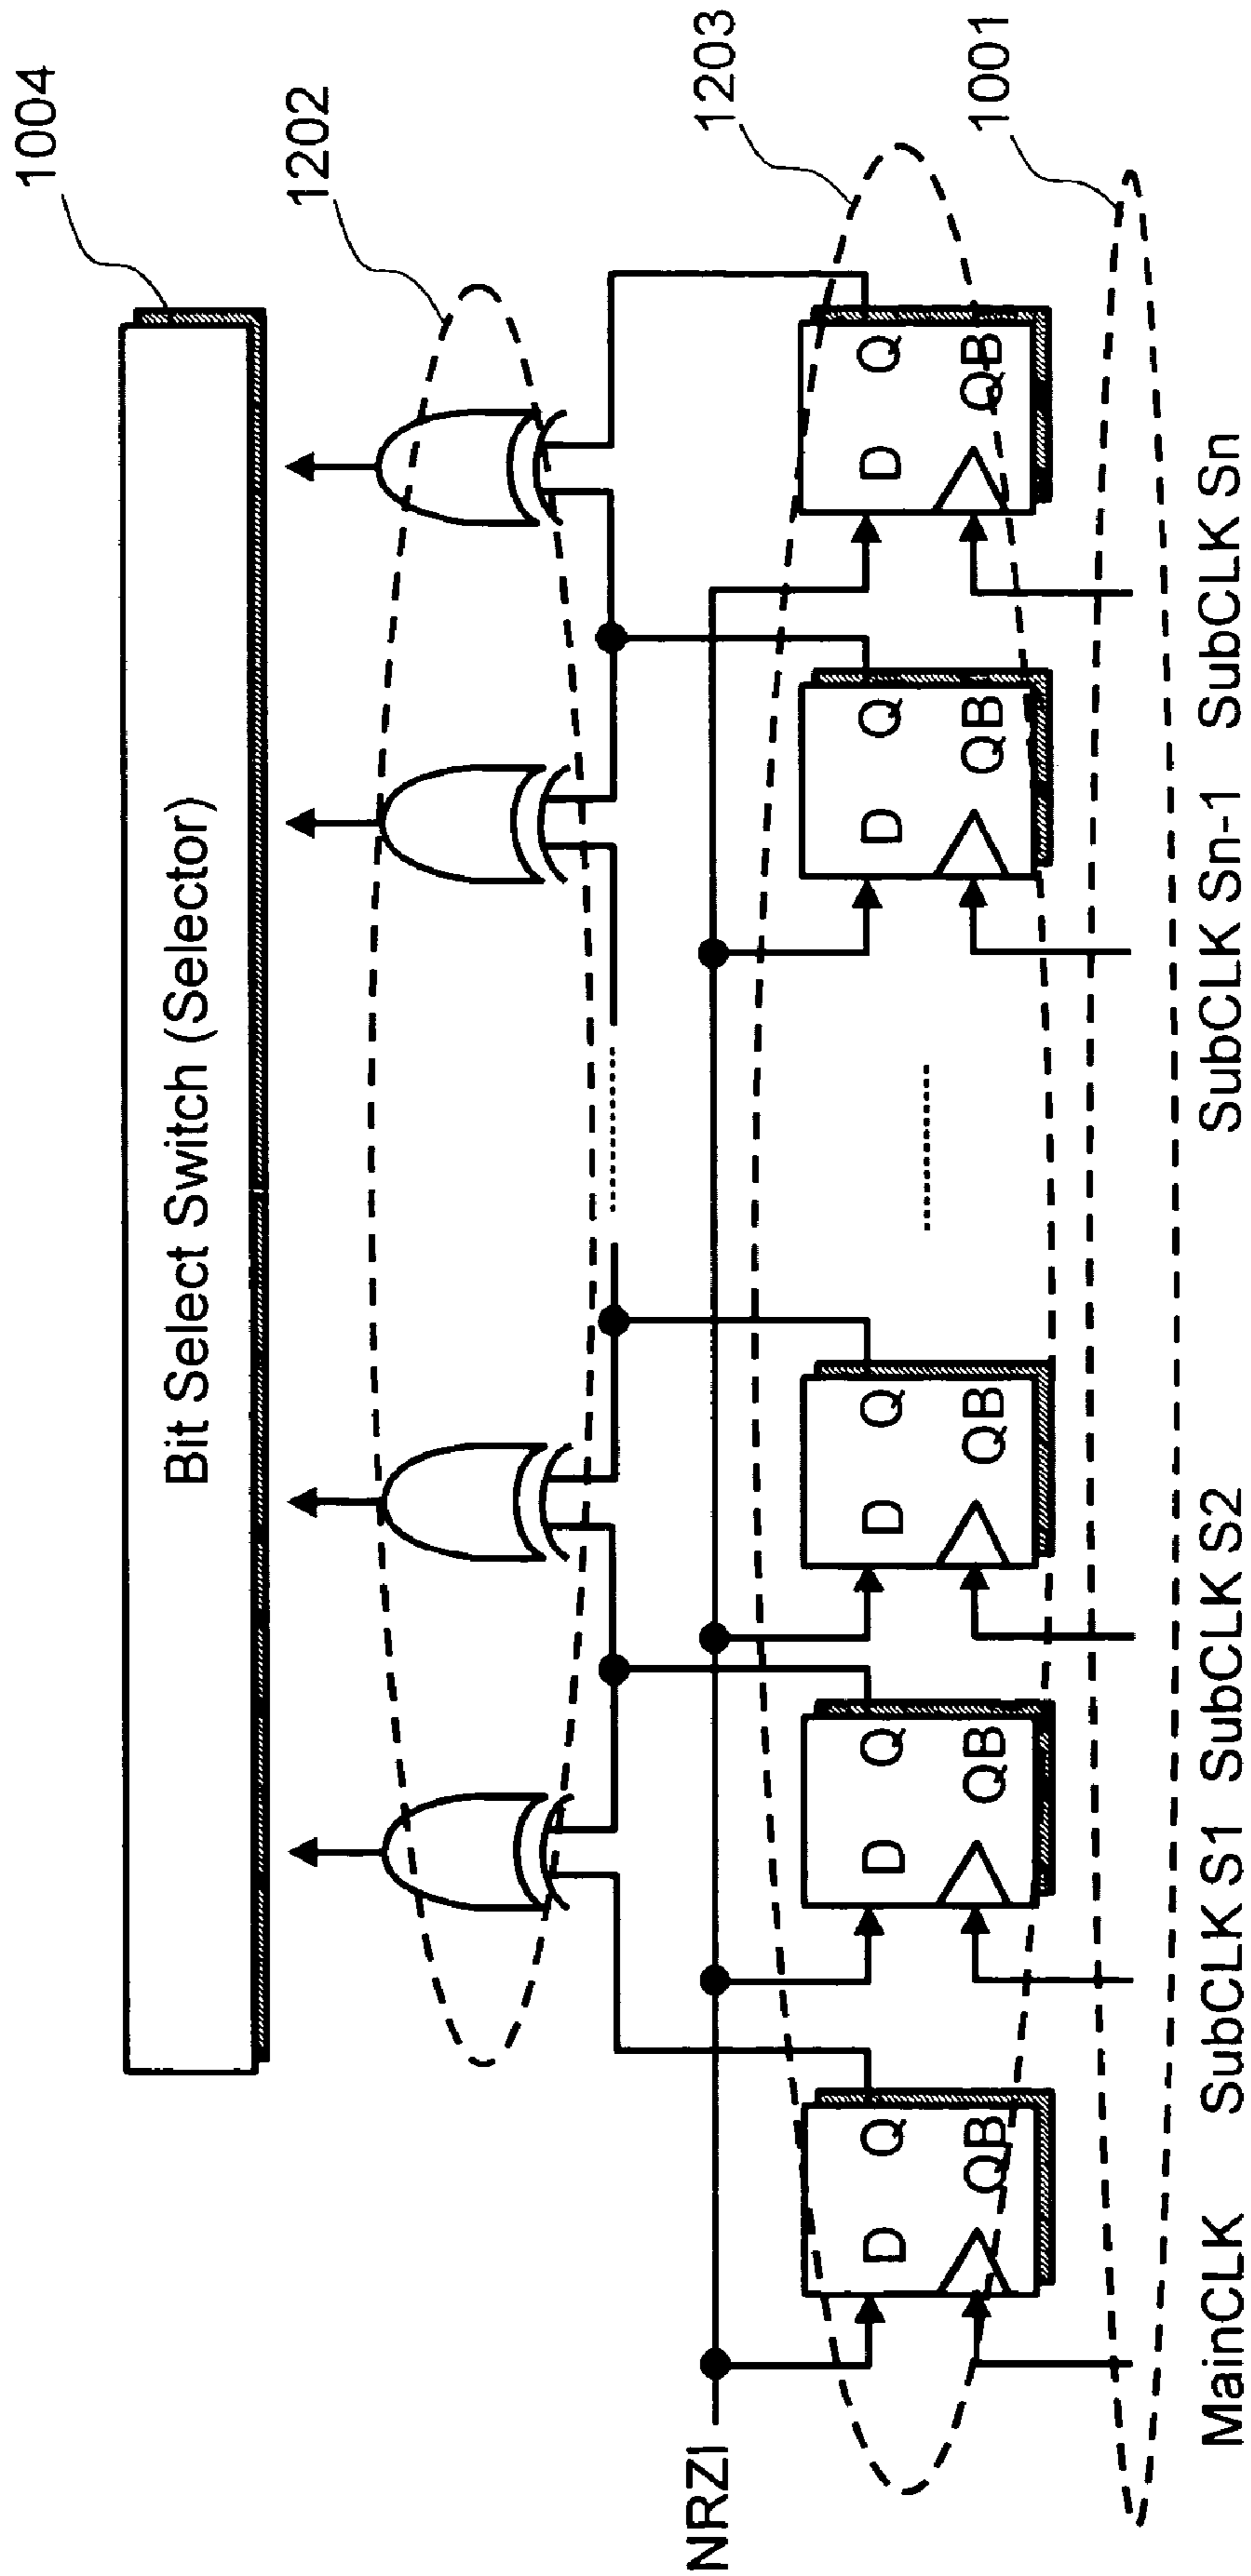 1004
Bit Select Switch (Selector)
1202
NRZI
1203
D Q QB
D Q QB
D Q QB
D Q QB
D Q QB
1001
MainCLK
SubCLK S1
SubCLK S2
SubCLK Sn-1
SubCLK Sn